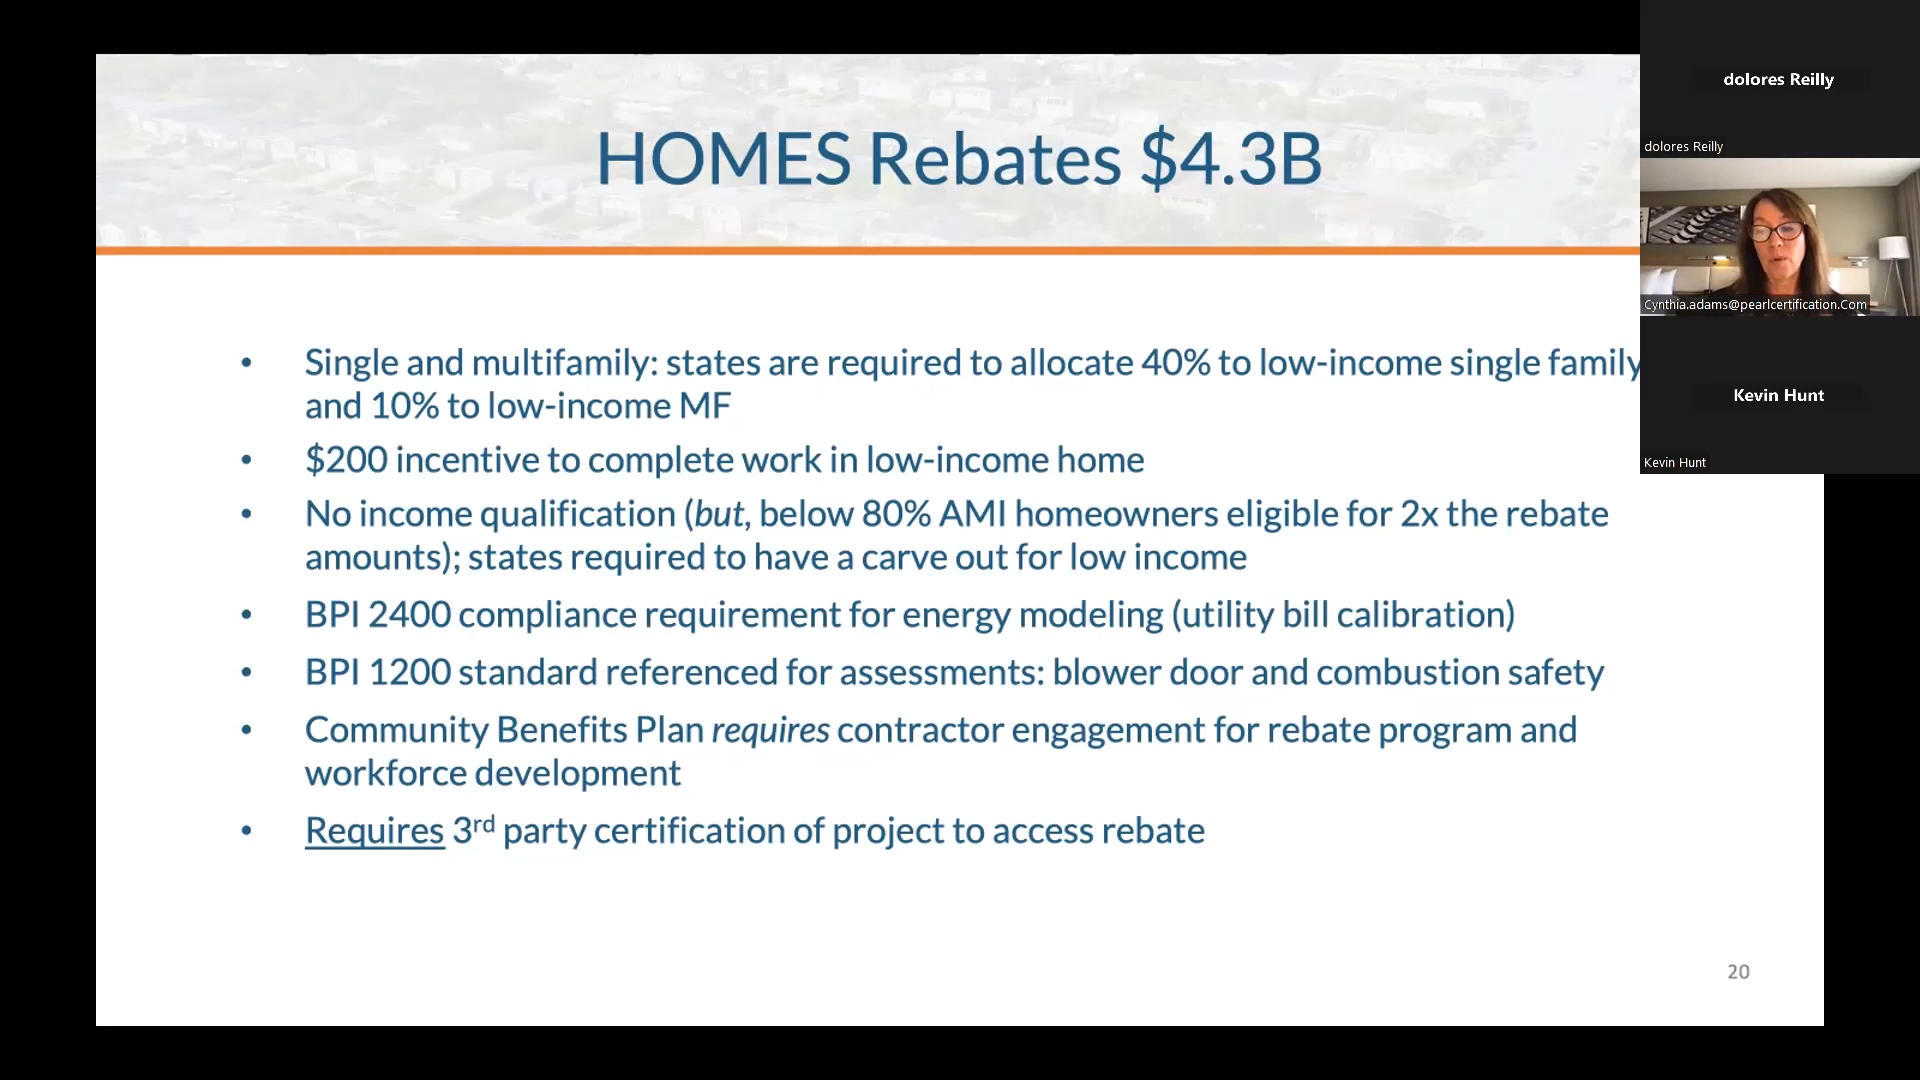 HOMES Rebates $4.3B
• Single and multifamily: states are required to allocate 40% to low-income single family
and 10% to low-income MF
• $200 incentive to complete work in low-income home
• No income qualification (but, below 80% AMI homeowners eligible for 2x the rebate
amounts); states required to have a carve out for low income
• BPI 2400 compliance requirement for energy modeling (utility bill calibration)
• BPI 1200 standard referenced for assessments: blower door and combustion safety
• Community Benefits Plan requires contractor engagement for rebate program and
workforce development
• Requires 3rd party certification of project to access rebate
20
dolores Reilly
dolores Reilly
Cynthia.adams@pearlcertification.Com
Kevin Hunt
Kevin Hunt